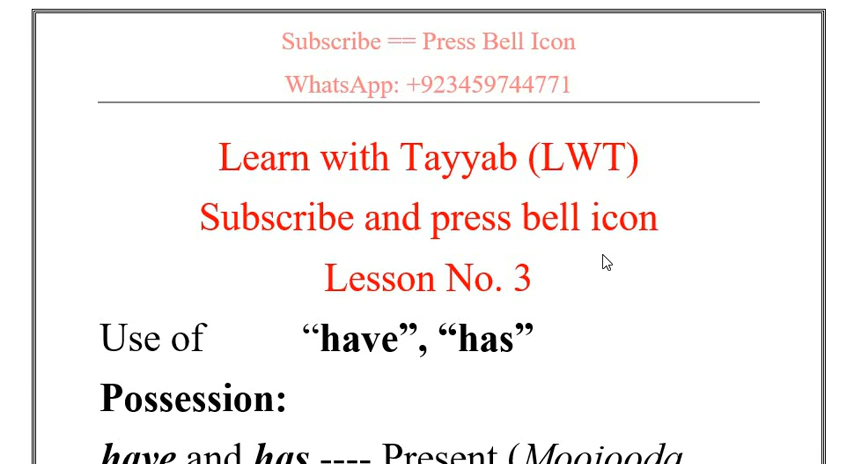 Subscribe == Press Bell Icon
WhatsApp: +923459744771
Learn with Tayyab (LWT)
Subscribe and press bell icon
Lesson No. 3
Use of “have”, “has”
Possession:
have and has ---- Present (Moojooda